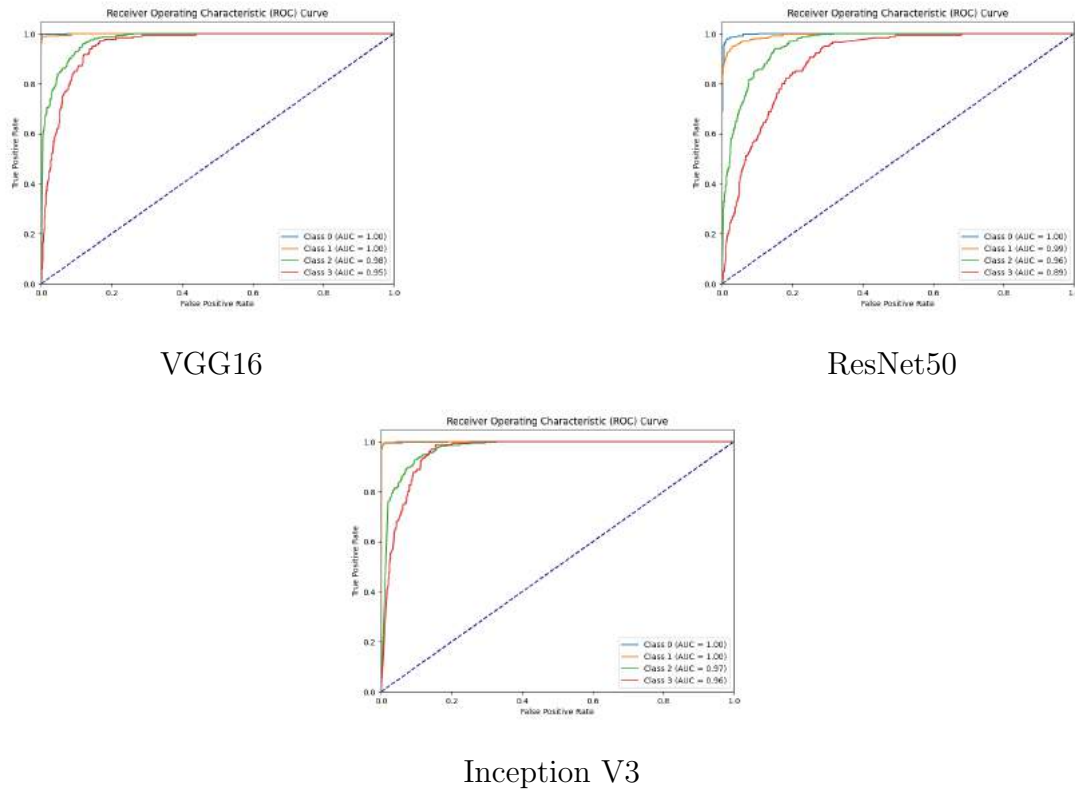 Receiver Operating Characteristic (ROC) Curve
1.0
0.8
0.6
0.4
0.2
0.0
True Positive Rate
Class 0 (AUC = 1.00)
Class 1 (AUC = 1.00)
Class 2 (AUC = 0.98)
Class 3 (AUC = 0.95)
0.0 0.2 0.4 0.6 0.8 1.0
False Positive Rate
VGG16
Receiver Operating Characteristic (ROC) Curve
1.0
0.8
0.6
0.4
0.2
0.0
True Positive Rate
Class 0 (AUC = 1.00)
Class 1 (AUC = 0.99)
Class 2 (AUC = 0.96)
Class 3 (AUC = 0.89)
0.0 0.2 0.4 0.6 0.8 1.0
False Positive Rate
ResNet50
Receiver Operating Characteristic (ROC) Curve
1.0
0.8
0.6
0.4
0.2
0.0
True Positive Rate
Class 0 (AUC = 1.00)
Class 1 (AUC = 1.00)
Class 2 (AUC = 0.97)
Class 3 (AUC = 0.96)
0.0 0.2 0.4 0.6 0.8 1.0
False Positive Rate
Inception V3